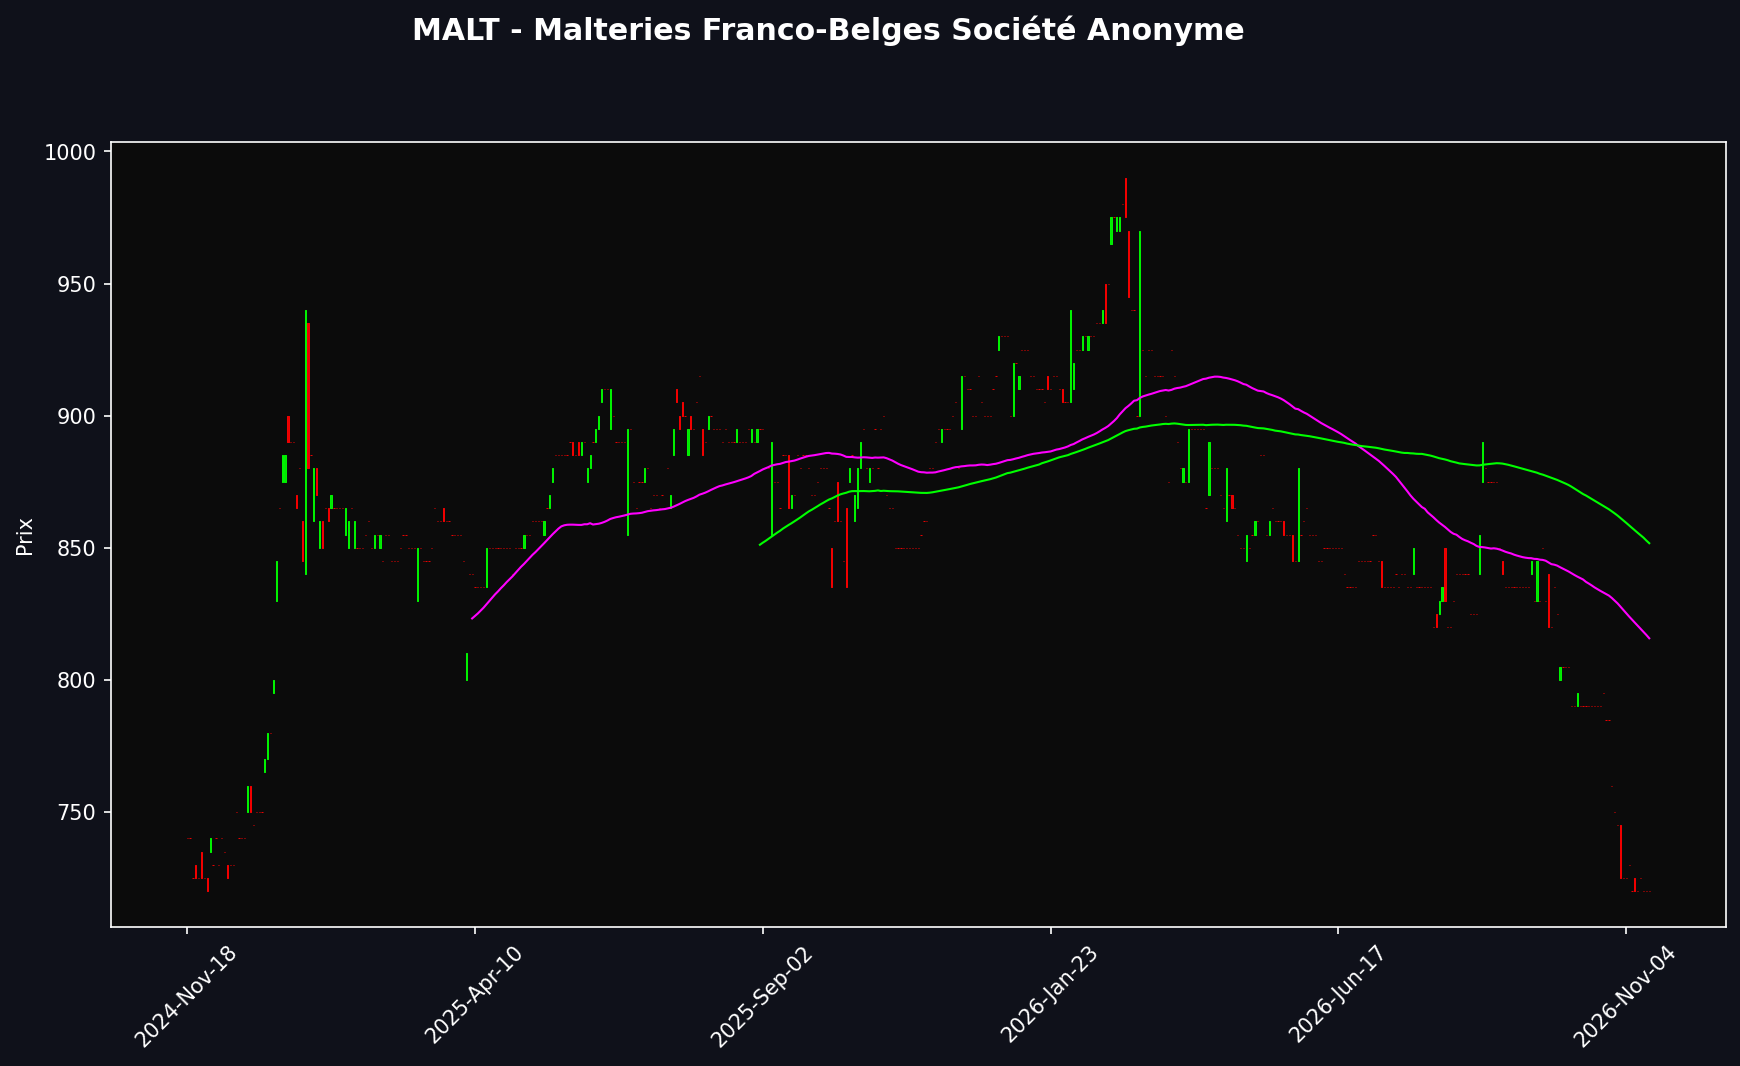 MALT - Malteries Franco-Belges Société Anonyme
Prix
1000
950
900
850
800
750
2024-Nov-18
2025-Apr-10
2025-Sep-02
2026-Jan-23
2026-Jun-17
2026-Nov-04